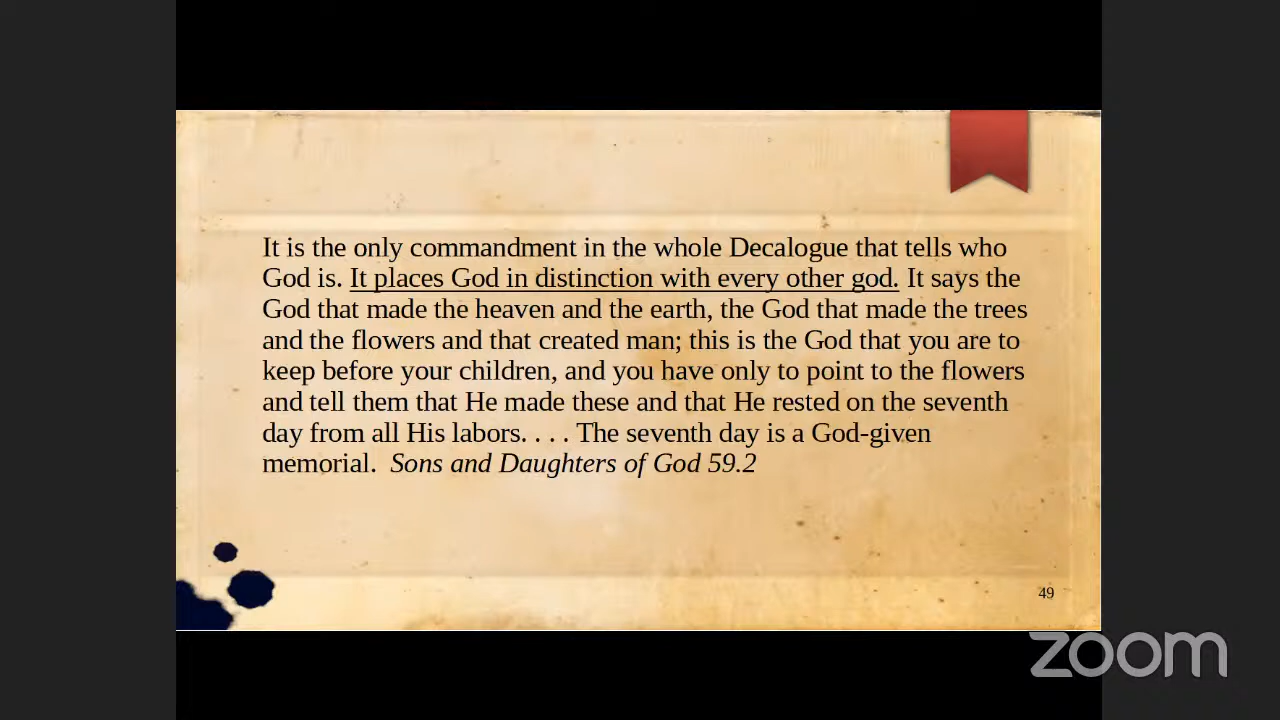 It is the only commandment in the whole Decalogue that tells who
God is. It places God in distinction with every other god. It says the
God that made the heaven and the earth, the God that made the trees
and the flowers and that created man; this is the God that you are to
keep before your children, and you have only to point to the flowers
and tell them that He made these and that He rested on the seventh
day from all His labors. . . . The seventh day is a God-given
memorial.  Sons and Daughters of God 59.2
49
zoom